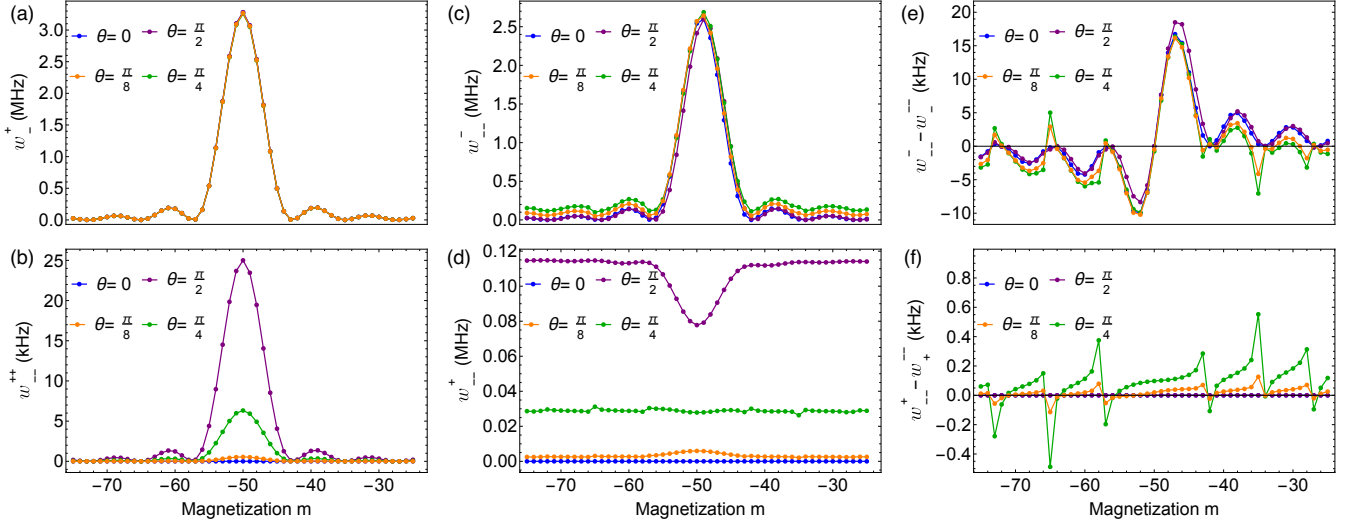 (a)
w₋⁺ (MHz)
3.0
2.5
2.0
1.5
1.0
0.5
0.0
θ= 0
θ= π/2
θ= π/8
θ= π/4
(b)
w₋₋⁺⁺ (kHz)
25
20
15
10
5
0
θ= 0
θ= π/2
θ= π/8
θ= π/4
−70 −60 −50 −40 −30
Magnetization m
(c)
w₋₋⁻ (MHz)
2.5
2.0
1.5
1.0
0.5
0.0
θ= 0
θ= π/2
θ= π/8
θ= π/4
(d)
w₋₋⁺ (MHz)
0.12
0.10
0.08
0.06
0.04
0.02
0.00
θ= 0
θ= π/2
θ= π/8
θ= π/4
−70 −60 −50 −40 −30
Magnetization m
(e)
w₋₋⁻ − w₋⁻⁻ (kHz)
20
15
10
5
0
−5
−10
θ= 0
θ= π/2
θ= π/8
θ= π/4
(f)
w₋₋⁺ − w₊⁻⁻ (kHz)
0.8
0.6
0.4
0.2
0.0
−0.2
−0.4
θ= 0
θ= π/2
θ= π/8
θ= π/4
−70 −60 −50 −40 −30
Magnetization m